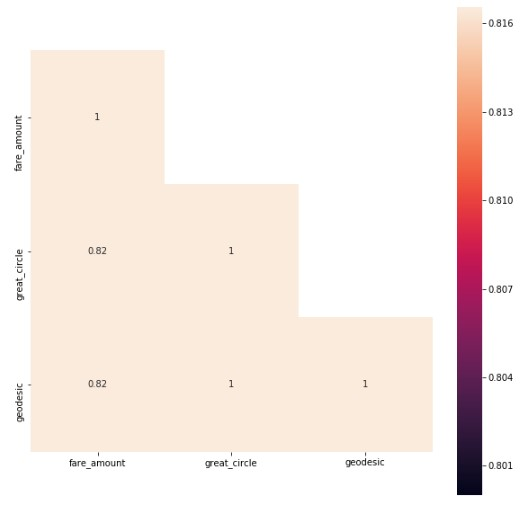 0.816
0.813
0.810
0.807
0.804
0.801
fare_amount
1
great_circle
0.82 1
geodesic
0.82 1 1
fare_amount great_circle geodesic